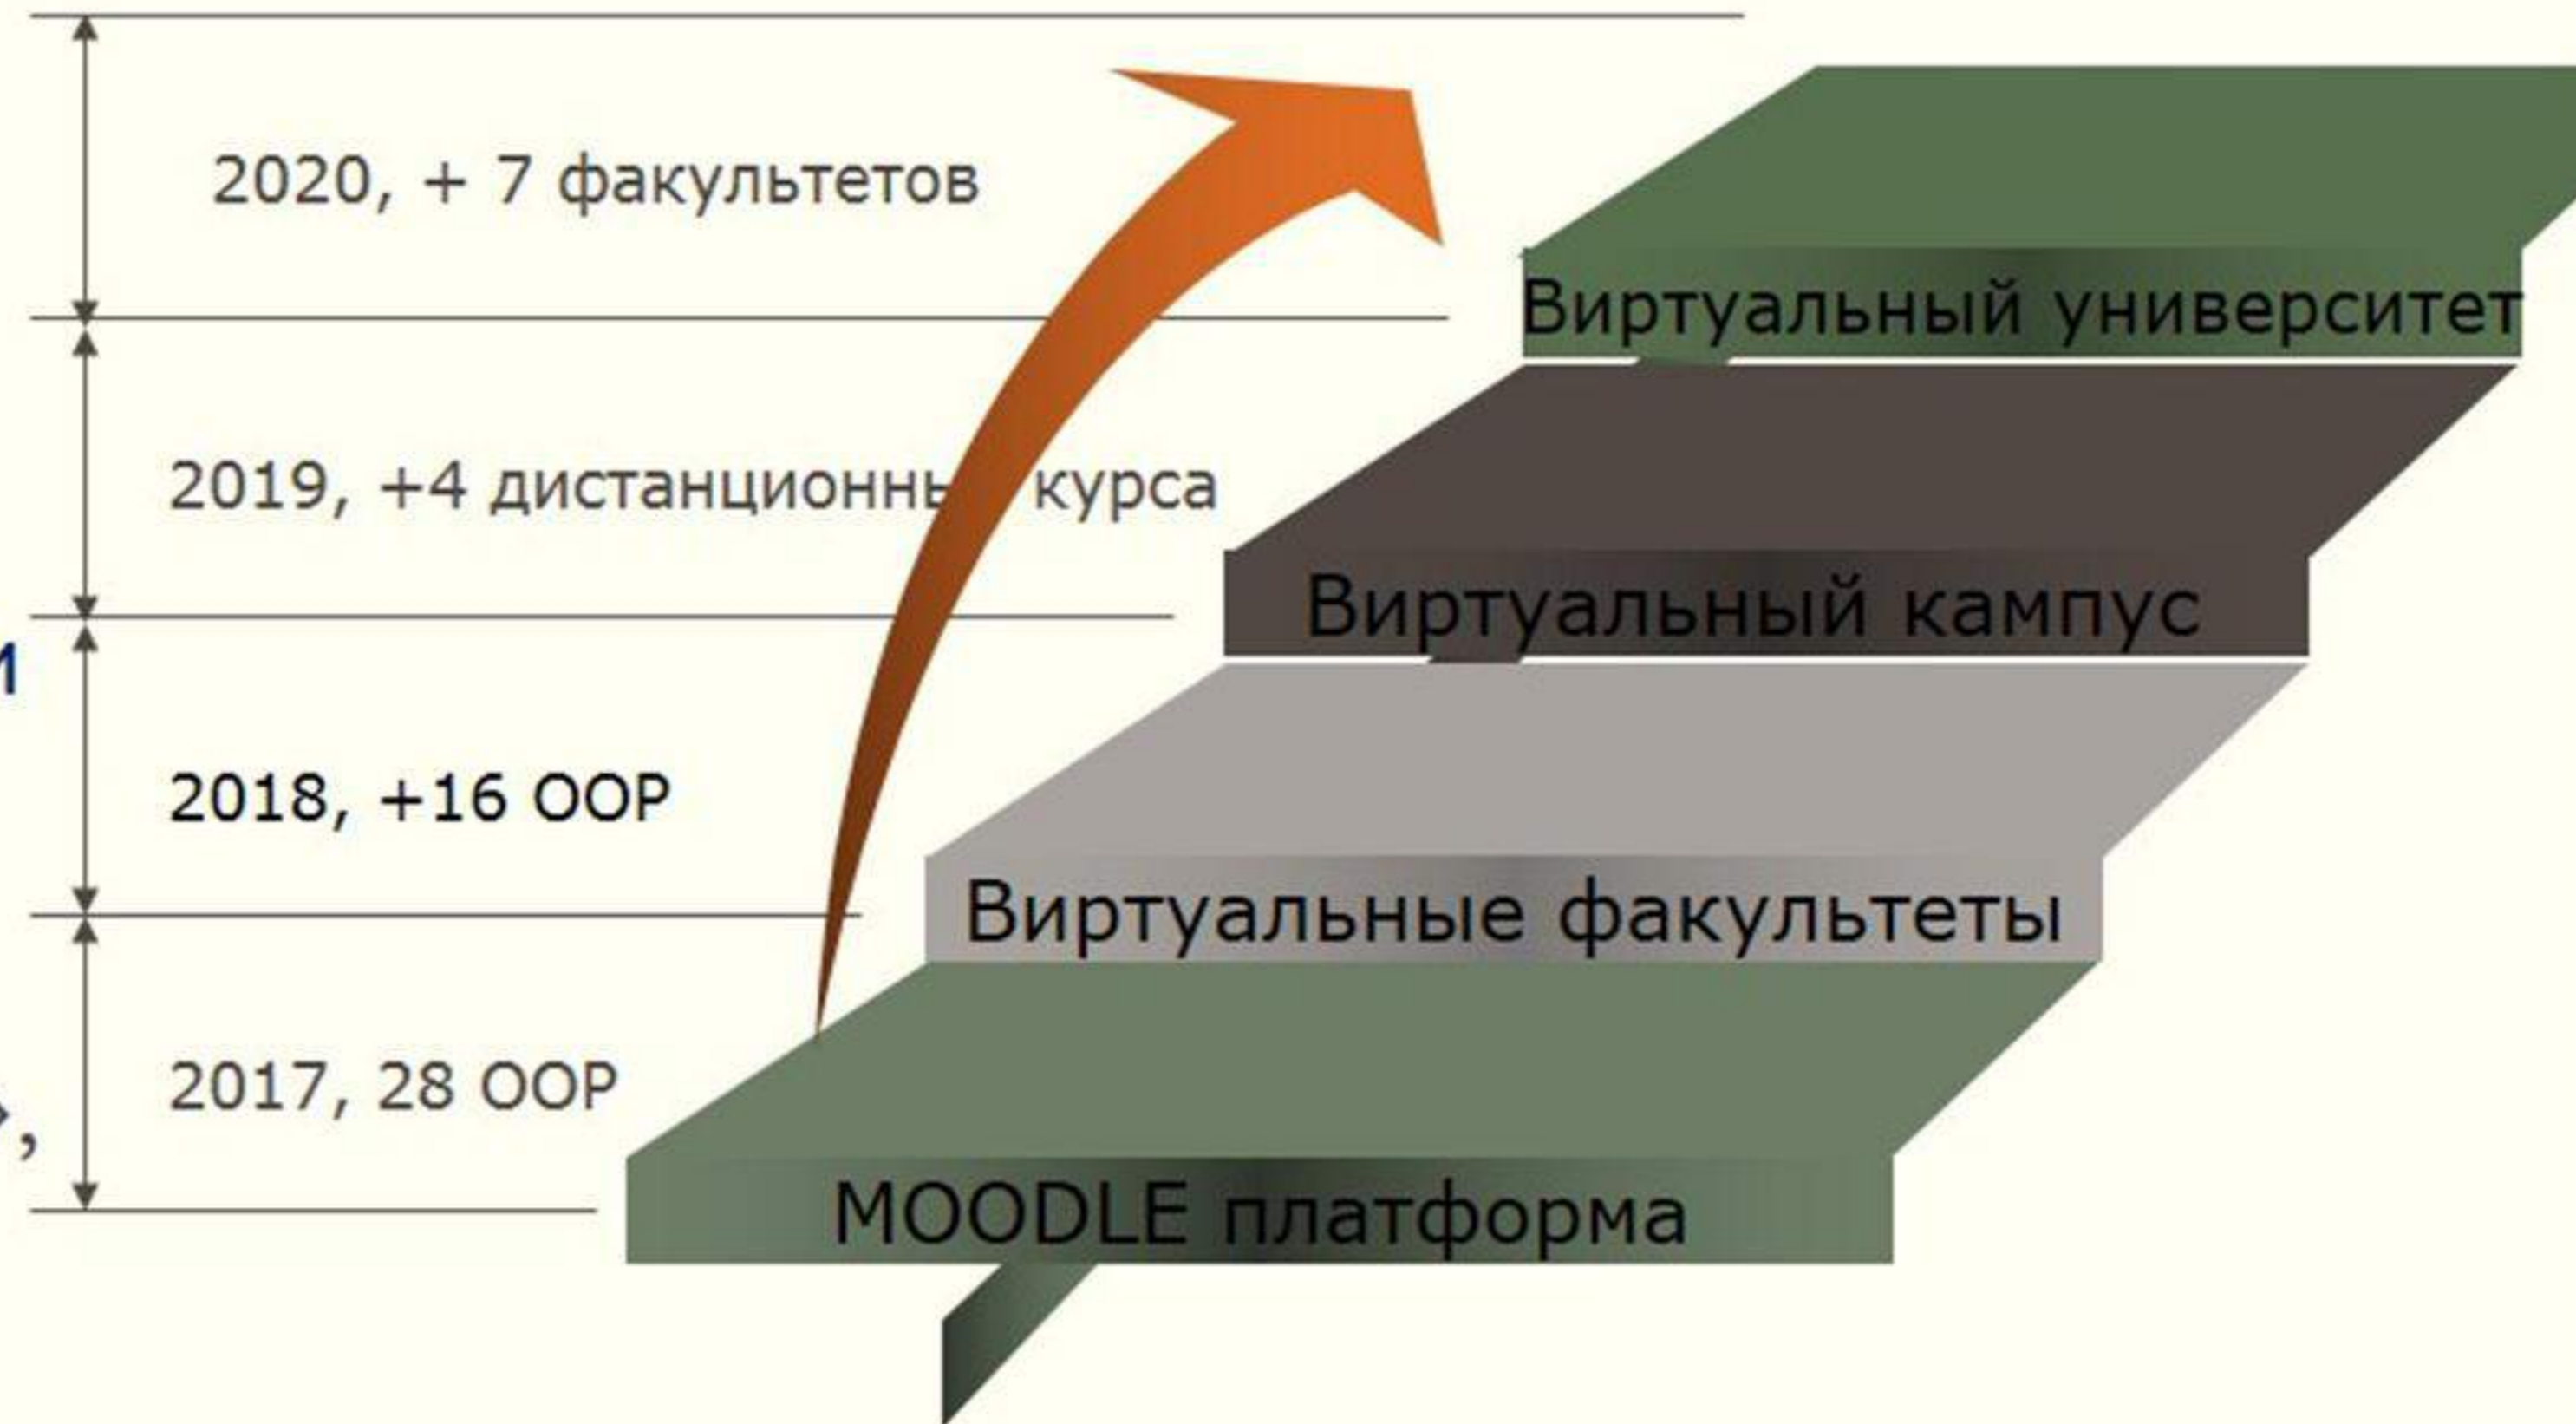 2020, + 7 факультетов
Виртуальный университет
2019, +4 курса
Виртуальный кампус
и
2018, +16 ООР
Виртуальные факультеты
2017, 28 ООР
,
MOODLE платформа